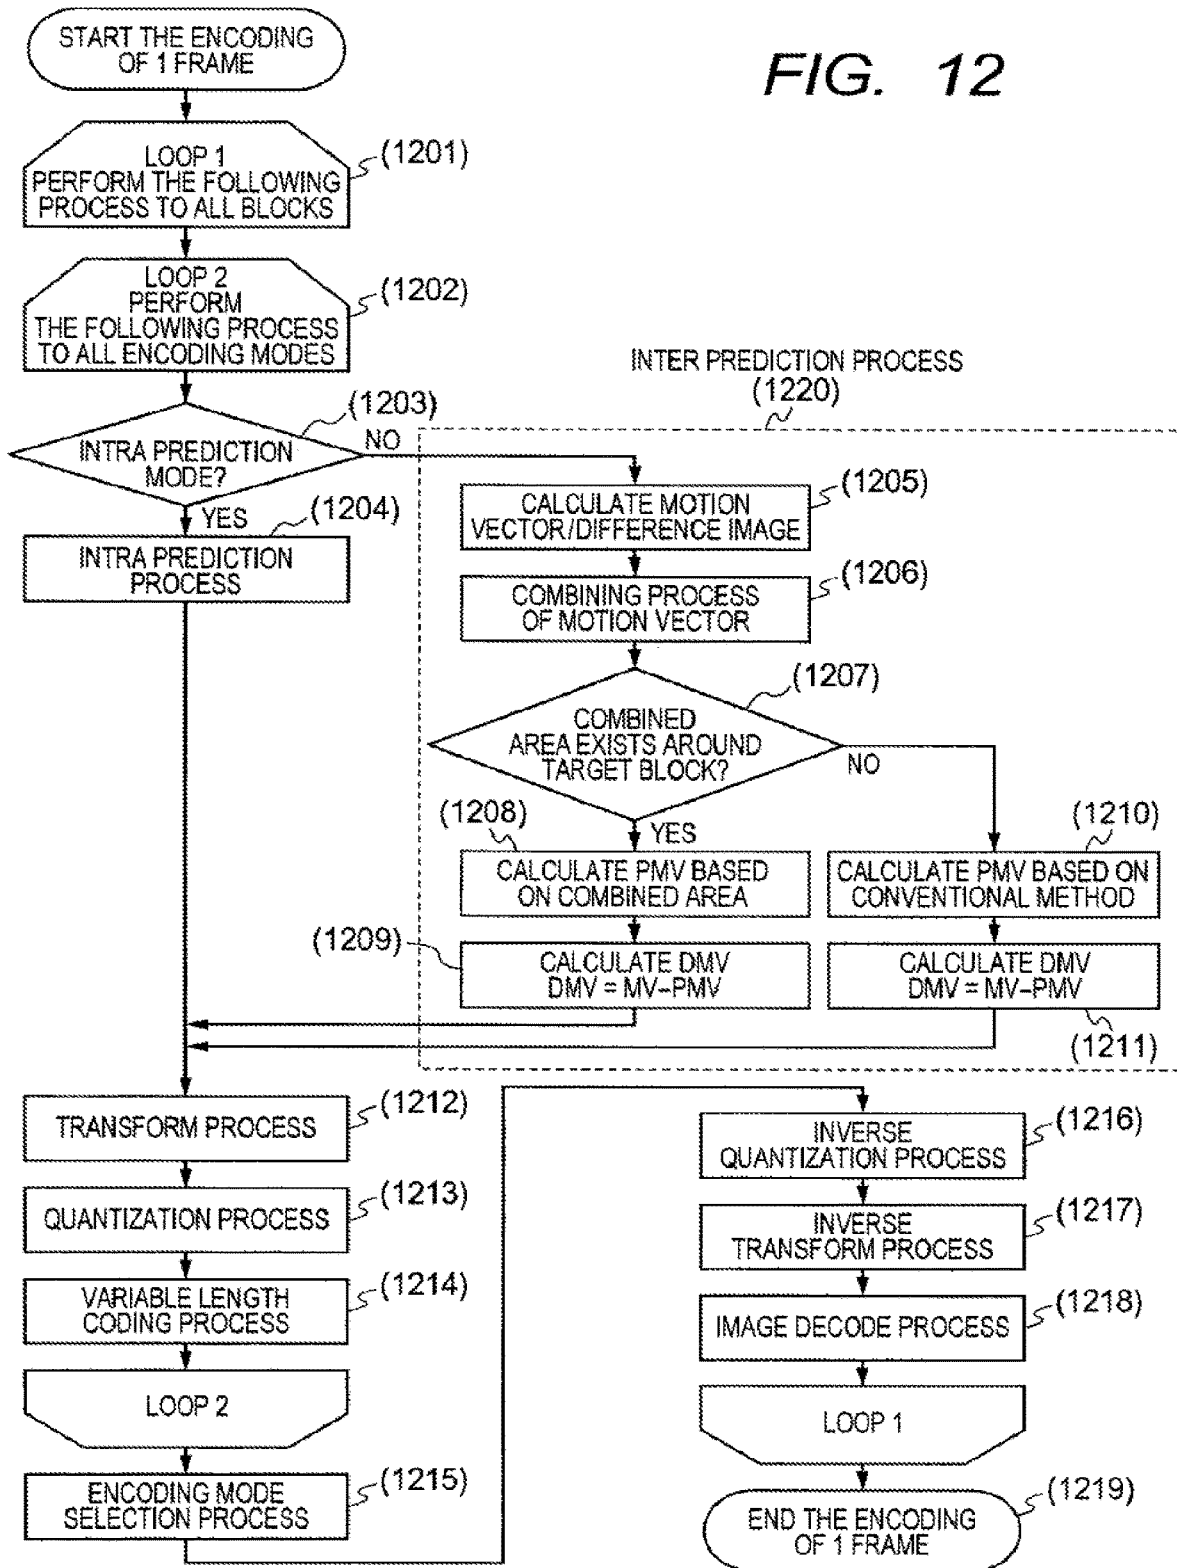 FIG. 12
START THE ENCODING
OF 1 FRAME
LOOP 1
PERFORM THE FOLLOWING
PROCESS TO ALL BLOCKS
(1201)
LOOP 2
PERFORM
THE FOLLOWING PROCESS
TO ALL ENCODING MODES
(1202)
INTRA PREDICTION
MODE?
(1203)
NO
YES
(1204)
INTRA PREDICTION
PROCESS
INTER PREDICTION PROCESS
(1220)
CALCULATE MOTION
VECTOR/DIFFERENCE IMAGE
(1205)
COMBINING PROCESS
OF MOTION VECTOR
(1206)
COMBINED
AREA EXISTS AROUND
TARGET BLOCK?
(1207)
NO
YES
(1208)
CALCULATE PMV BASED
ON COMBINED AREA
(1209)
CALCULATE DMV
DMV = MV-PMV
(1210)
CALCULATE PMV BASED ON
CONVENTIONAL METHOD
CALCULATE DMV
DMV = MV-PMV
(1211)
TRANSFORM PROCESS
(1212)
QUANTIZATION PROCESS
(1213)
VARIABLE LENGTH
CODING PROCESS
(1214)
LOOP 2
ENCODING MODE
SELECTION PROCESS
(1215)
INVERSE
QUANTIZATION PROCESS
(1216)
INVERSE
TRANSFORM PROCESS
(1217)
IMAGE DECODE PROCESS
(1218)
LOOP 1
END THE ENCODING
OF 1 FRAME
(1219)